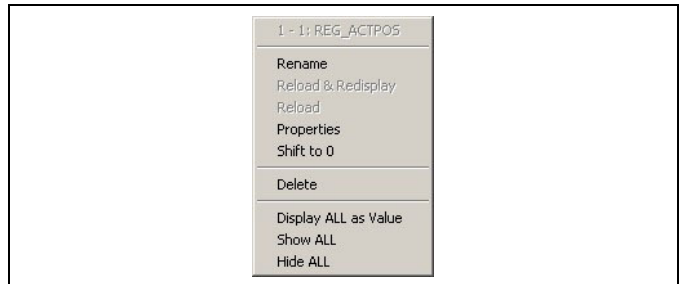 1 - 1: REG_ACTPOS
Rename
Reload & Redisplay
Reload
Properties
Shift to 0
Delete
Display ALL as Value
Show ALL
Hide ALL